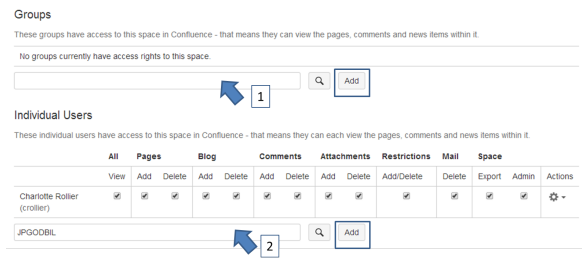 Groups
These groups have access to this space in Confluence - that means they can view the pages, comments and news items within it.
No groups currently have access rights to this space.
Add
1
Individual Users
These individual users have access to this space in Confluence - that means they can each view the pages, comments and news items within it.
All Pages Blog Comments Attachments Restrictions Mail Space
View Add Delete Add Delete Add Delete Add Delete Add/Delete Delete Export Admin Actions
Charlotte Rollier
(crollier)
JPGODBIL Add
2